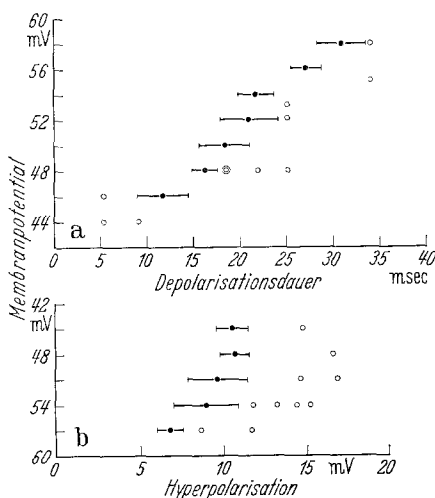 60
mV
56
52
48
44
a
0 5 10 15 20 25 30 35 40
Depolarisationsdauer
msec
Membranpotential
42
mV
48
54
60
b
0 5 10 15 mV 20
Hyperpolarisation